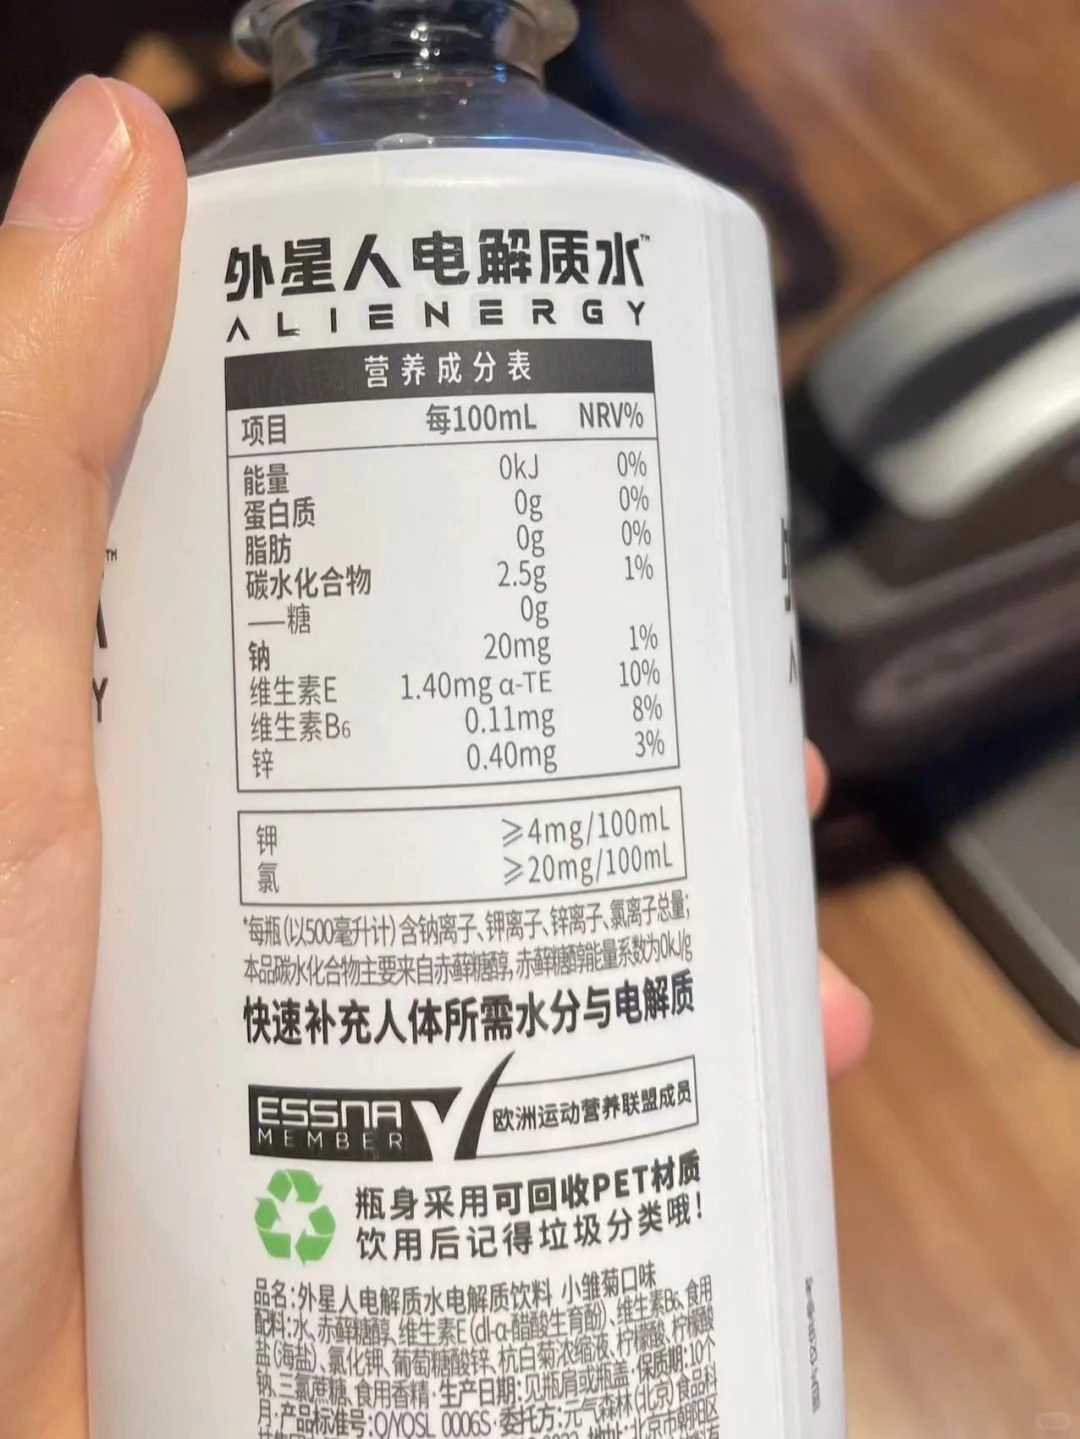 外星人电解质水™
ALIENERGY
营养成分表
项目 每100mL NRV%
能量 0kJ 0%
蛋白质 0g 0%
脂肪 0g 0%
碳水化合物 2.5g 1%
——糖 0g
钠 20mg 1%
维生素E 1.40mg α-TE 10%
维生素B₆ 0.11mg 8%
锌 0.40mg 3%
钾 ≥4mg/100mL
氯 ≥20mg/100mL
*每瓶(以500毫升计)含钠离子、钾离子、锌离子、氯离子总量;
本品碳水化合物主要来自赤藓糖醇,赤藓糖醇能量系数为0kJ/g
快速补充人体所需水分与电解质
ESSNA
MEMBER
欧洲运动营养联盟成员
瓶身采用可回收PET材质
饮用后记得垃圾分类哦!
品名:外星人电解质水电解质饮料 小雏菊口味
配料:水、赤藓糖醇、维生素E(dl-α-醋酸生育酚)、维生素B₆、食用
盐(海盐)、氯化钾、葡萄糖酸锌、杭白菊浓缩液、柠檬酸、柠檬酸
钠、三氯蔗糖、食用香精·生产日期:见瓶肩或瓶盖·保质期:10个
月·产品标准号:Q/YQSL 0006S·委托方:元气森林(北京)食品科
地址:北京市朝阳区
™
Y